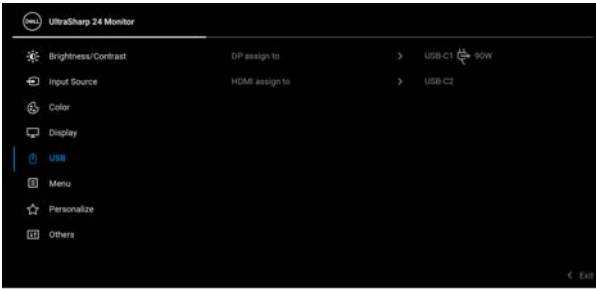 DELL UltraSharp 24 Monitor
Brightness/Contrast DP assign to > USB-C1 90W
Input Source HDMI assign to > USB-C2
Color
Display
USB
Menu
Personalize
Others
< Exit